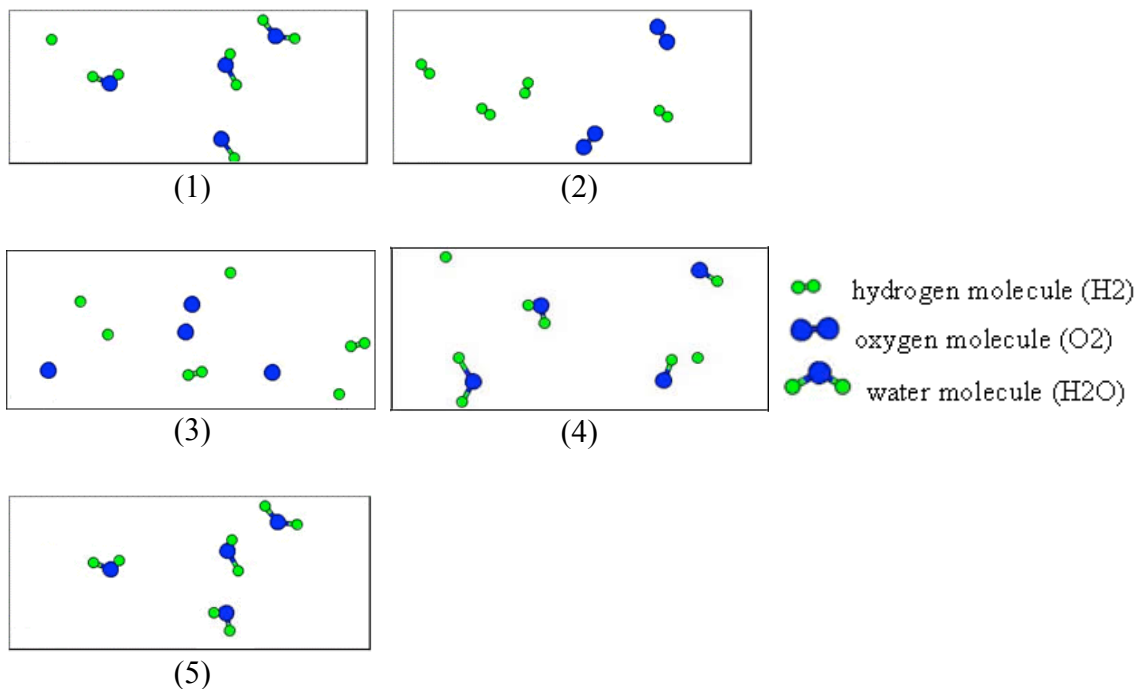 (1)
(2)
(3)
(4)
hydrogen molecule (H2)
oxygen molecule (O2)
water molecule (H2O)
(5)